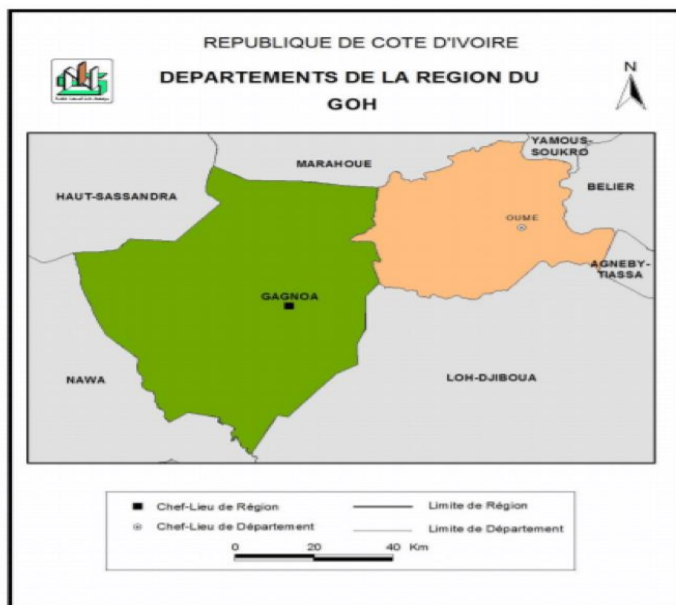 REPUBLIQUE DE COTE D'IVOIRE
DEPARTEMENTS DE LA REGION DU
GOH
N
YAMOUS-
SOUKRO
MARAHOUE
BELIER
HAUT-SASSANDRA
OUME
AGNEBY-
TIASSA
GAGNOA
NAWA
LOH-DJIBOUA
Chef-Lieu de Région
Limite de Région
Chef-Lieu de Département
Limite de Département
0 20 40 Km